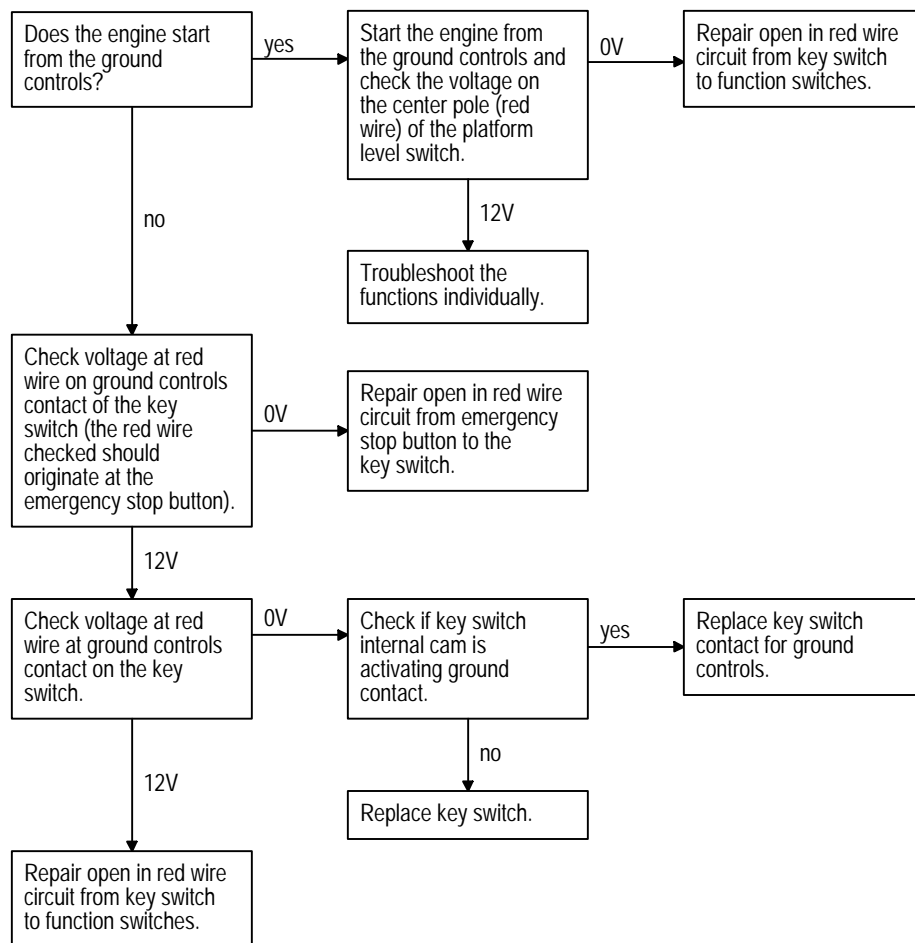 Does the engine start
from the ground
controls?
yes
Start the engine from
the ground controls and
check the voltage on
the center pole (red
wire) of the platform
level switch.
0V
Repair open in red wire
circuit from key switch
to function switches.
no
12V
Troubleshoot the
functions individually.
Check voltage at red
wire on ground controls
contact of the key
switch (the red wire
checked should
originate at the
emergency stop button).
0V
Repair open in red wire
circuit from emergency
stop button to the
key switch.
12V
Check voltage at red
wire at ground controls
contact on the key
switch.
0V
Check if key switch
internal cam is
activating ground
contact.
yes
Replace key switch
contact for ground
controls.
12V
no
Replace key switch.
Repair open in red wire
circuit from key switch
to function switches.